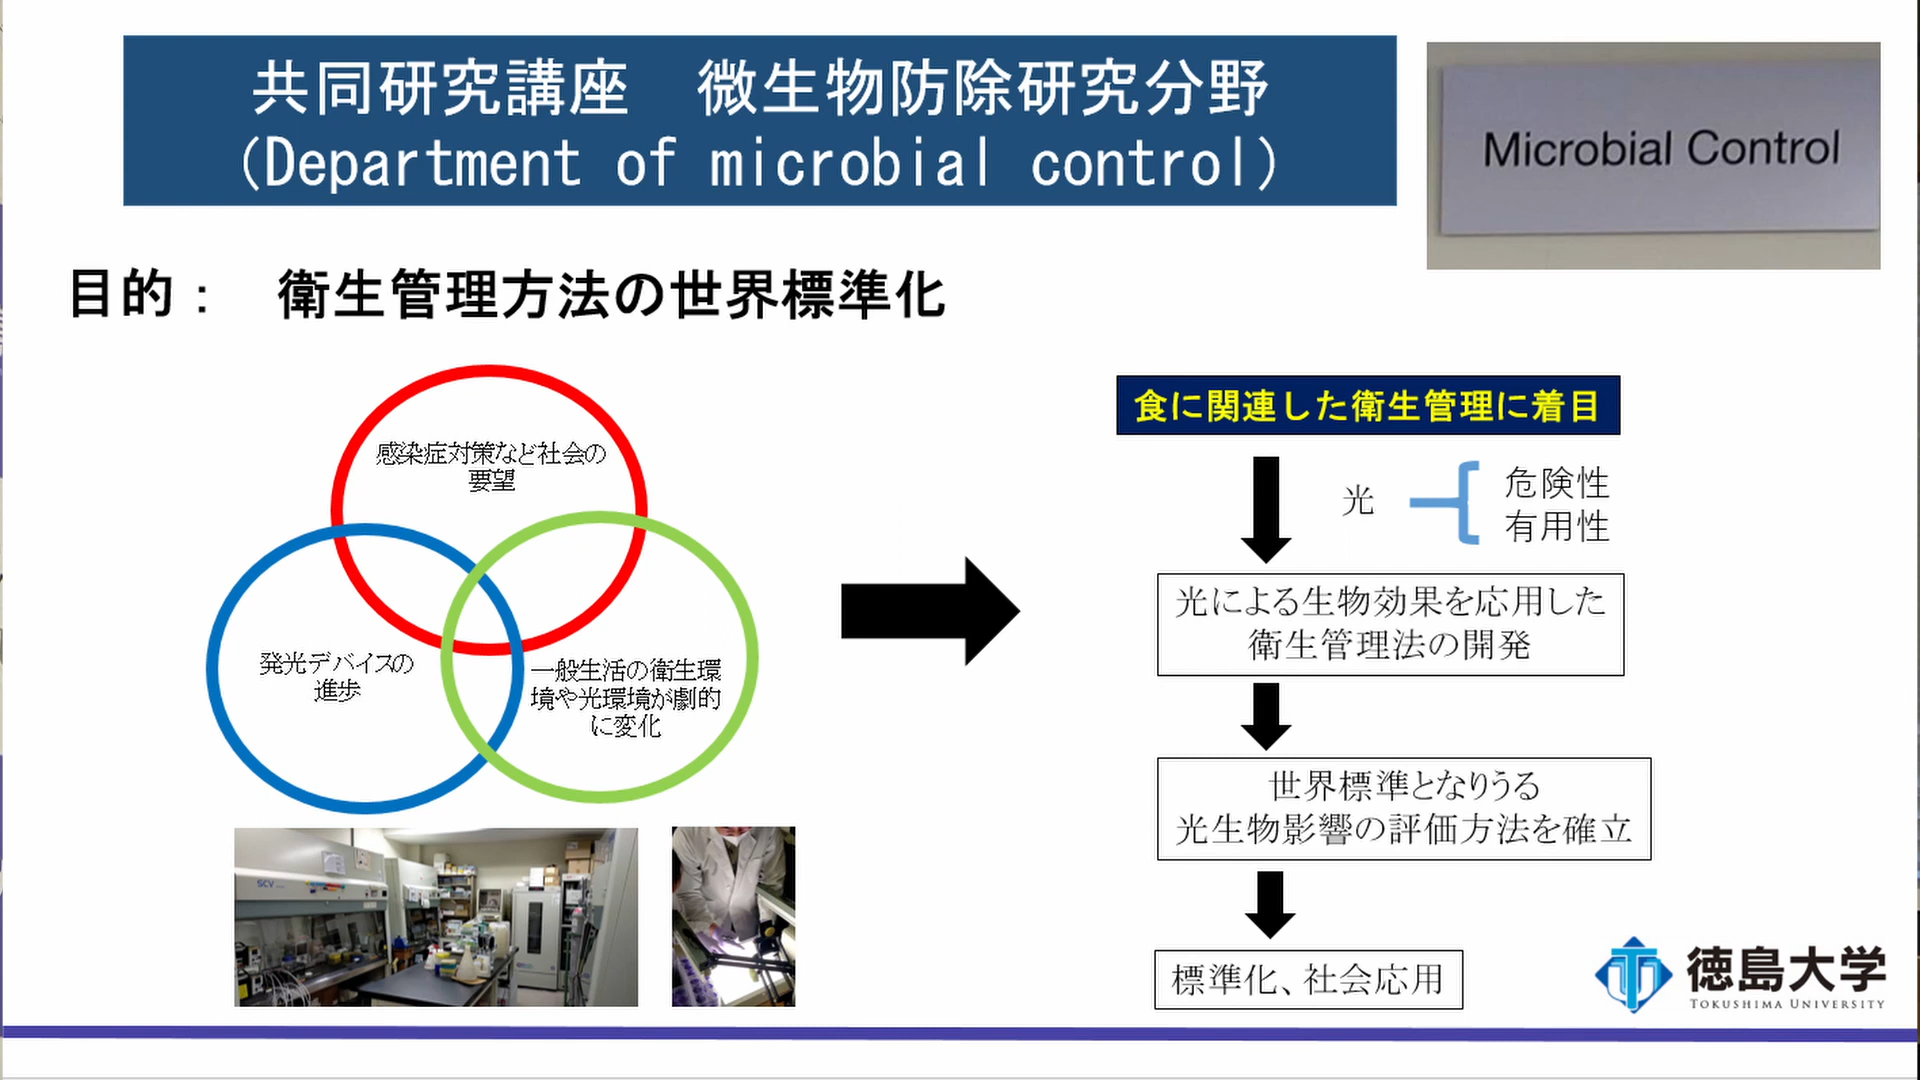 共同研究講座　微生物防除研究分野
(Department of microbial control)
Microbial Control
目的：　衛生管理方法の世界標準化
感染症対策など社会の
要望
発光デバイスの
進歩
一般生活の衛生環
境や光環境が劇的
に変化
食に関連した衛生管理に着目
光
危険性
有用性
光による生物効果を応用した
衛生管理法の開発
世界標準となりうる
光生物影響の評価方法を確立
標準化、社会応用
SCV
徳島大学
TOKUSHIMA UNIVERSITY